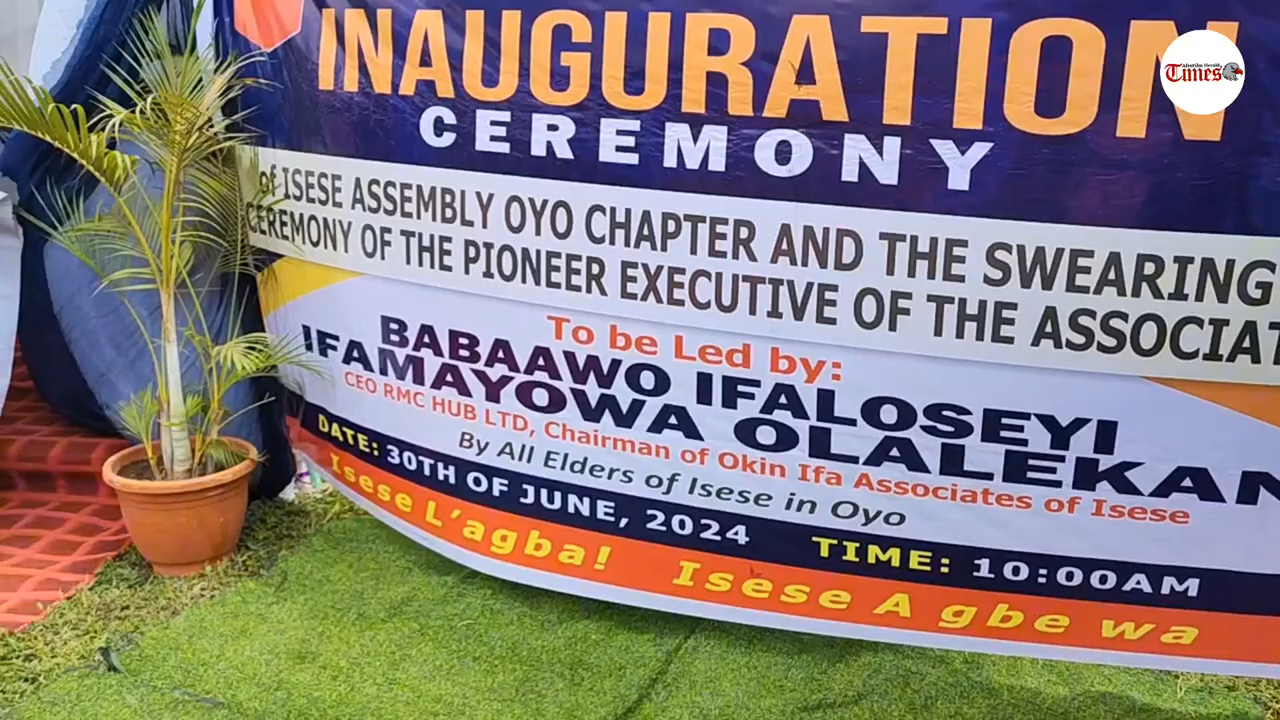 INAUGURATION
CEREMONY
of ISESE ASSEMBLY OYO CHAPTER AND THE SWEARING
CEREMONY OF THE PIONEER EXECUTIVE OF THE ASSOCIAT
To be Led by:
BABAAWO IFALOSEYI
IFAMAYOWA OLALEKAN
CEO RMC HUB LTD, Chairman of Okin Ifa Associates of Isese
By All Elders of Isese in Oyo
DATE: 30TH OF JUNE, 2024 TIME: 10:00AM
Isese L'agba! Isese A gbe wa
Times